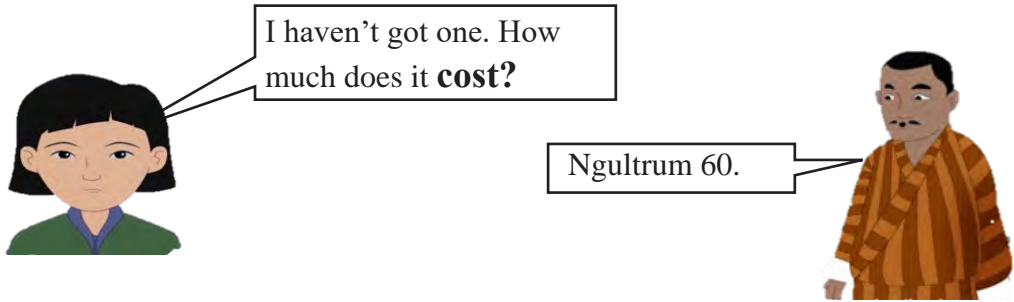 I haven’t got one. How
much does it cost?
Ngultrum 60.